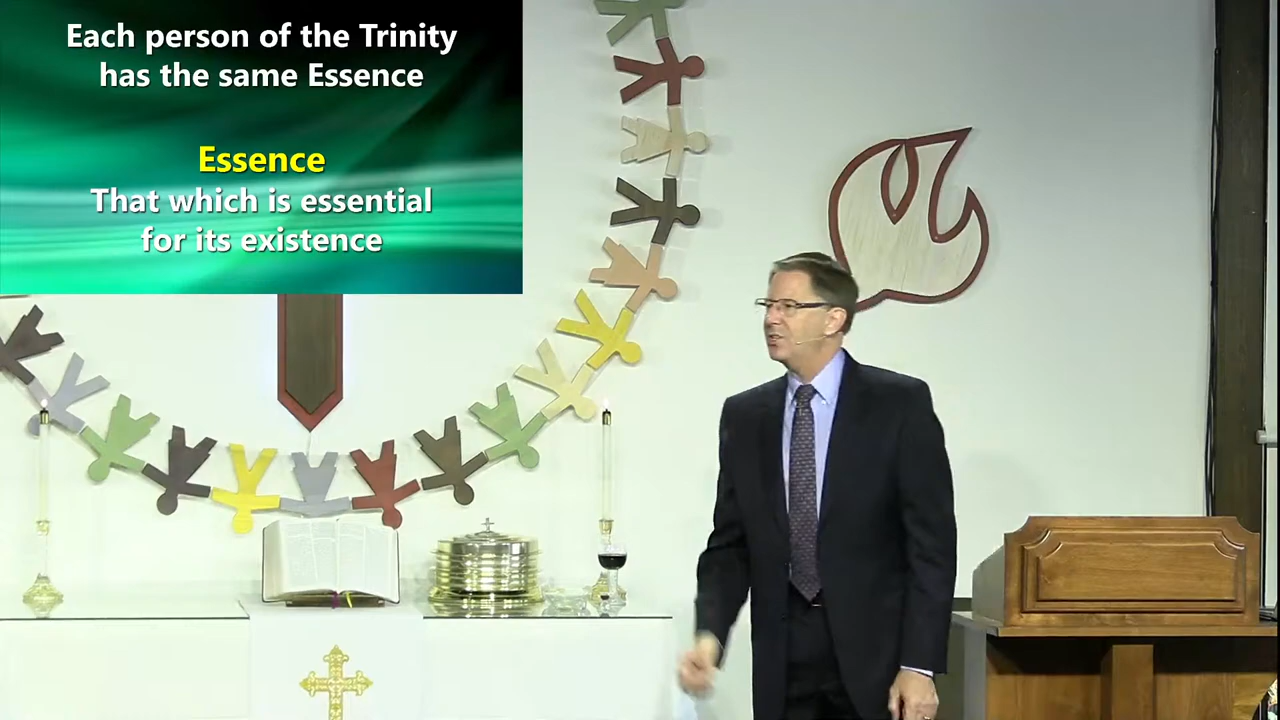 Each person of the Trinity
has the same Essence
Essence
That which is essential
for its existence